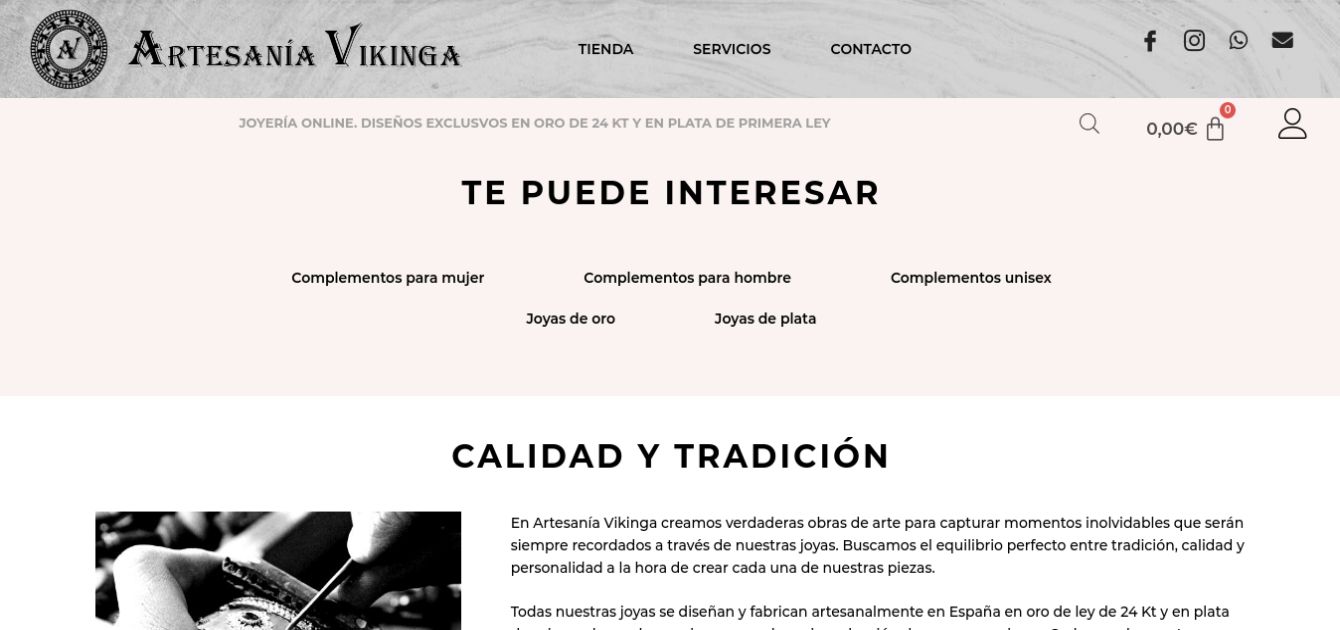 AV
Artesanía Vikinga
TIENDA SERVICIOS CONTACTO
JOYERÍA ONLINE. DISEÑOS EXCLUSVOS EN ORO DE 24 KT Y EN PLATA DE PRIMERA LEY
0,00€ 0
TE PUEDE INTERESAR
Complementos para mujer Complementos para hombre Complementos unisex
Joyas de oro Joyas de plata
CALIDAD Y TRADICIÓN
En Artesanía Vikinga creamos verdaderas obras de arte para capturar momentos inolvidables que serán
siempre recordados a través de nuestras joyas. Buscamos el equilibrio perfecto entre tradición, calidad y
personalidad a la hora de crear cada una de nuestras piezas.
Todas nuestras joyas se diseñan y fabrican artesanalmente en España en oro de ley de 24 Kt y en plata